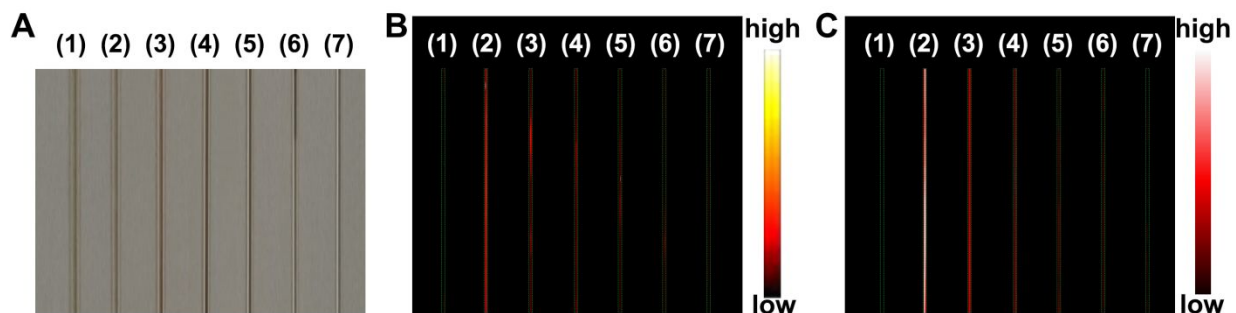 A
(1) (2) (3) (4) (5) (6) (7)
B
(1) (2) (3) (4) (5) (6) (7)
high
low
C
(1) (2) (3) (4) (5) (6) (7)
high
low